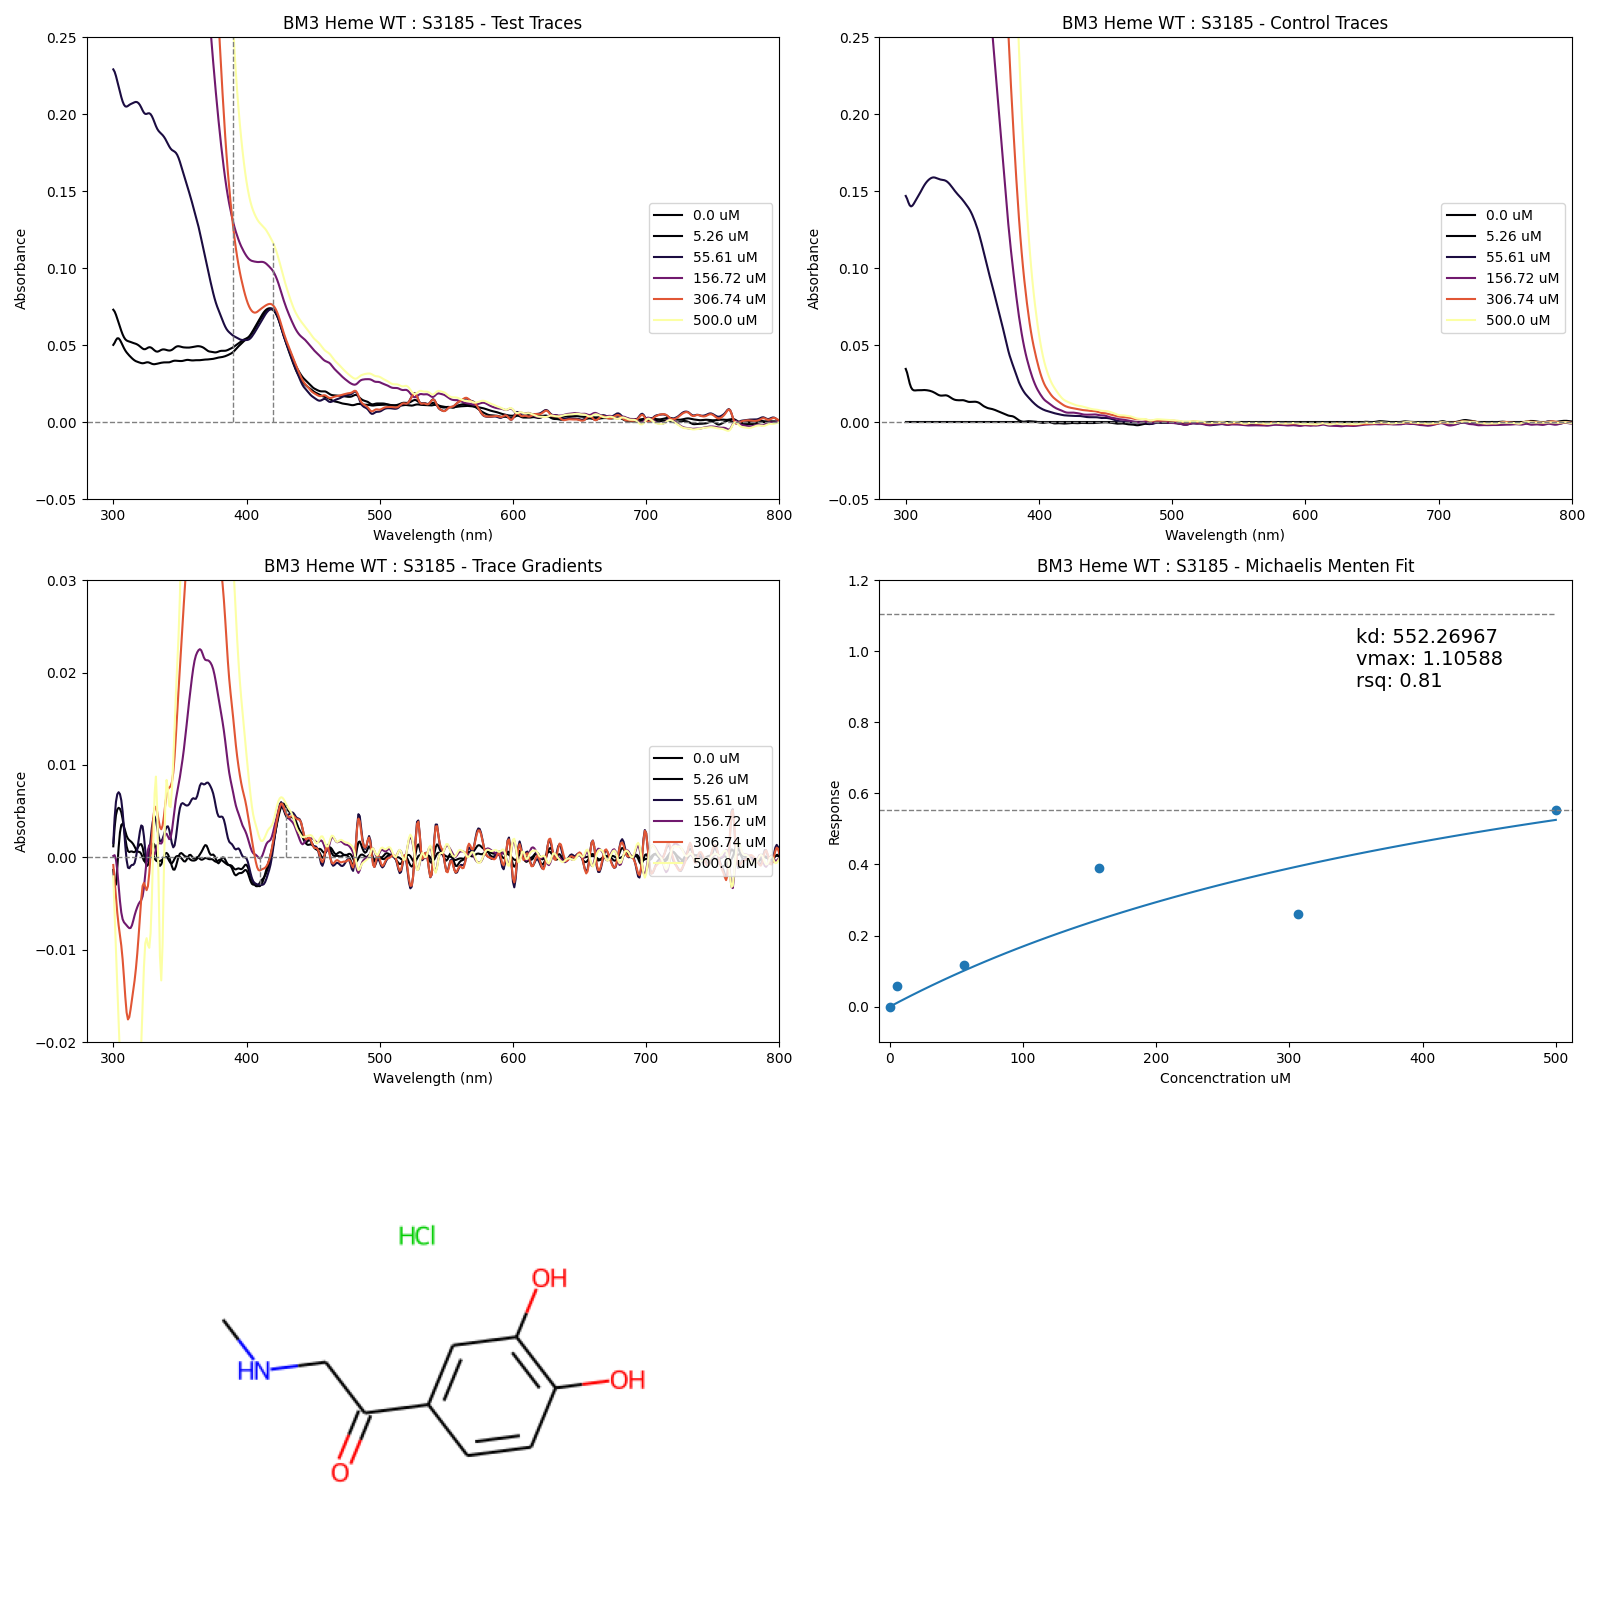 BM3 Heme WT : S3185 - Test Traces
0.25
0.20
0.15
0.10
0.05
0.00
−0.05
Absorbance
300 400 500 600 700 800
Wavelength (nm)
0.0 uM
5.26 uM
55.61 uM
156.72 uM
306.74 uM
500.0 uM
BM3 Heme WT : S3185 - Control Traces
0.25
0.20
0.15
0.10
0.05
0.00
−0.05
Absorbance
300 400 500 600 700 800
Wavelength (nm)
0.0 uM
5.26 uM
55.61 uM
156.72 uM
306.74 uM
500.0 uM
BM3 Heme WT : S3185 - Trace Gradients
0.03
0.02
0.01
0.00
−0.01
−0.02
Absorbance
300 400 500 600 700 800
Wavelength (nm)
0.0 uM
5.26 uM
55.61 uM
156.72 uM
306.74 uM
500.0 uM
BM3 Heme WT : S3185 - Michaelis Menten Fit
1.2
1.0
0.8
0.6
0.4
0.2
0.0
Response
0 100 200 300 400 500
Concenctration uM
kd: 552.26967
vmax: 1.10588
rsq: 0.81
HCl
OH
HN
OH
O